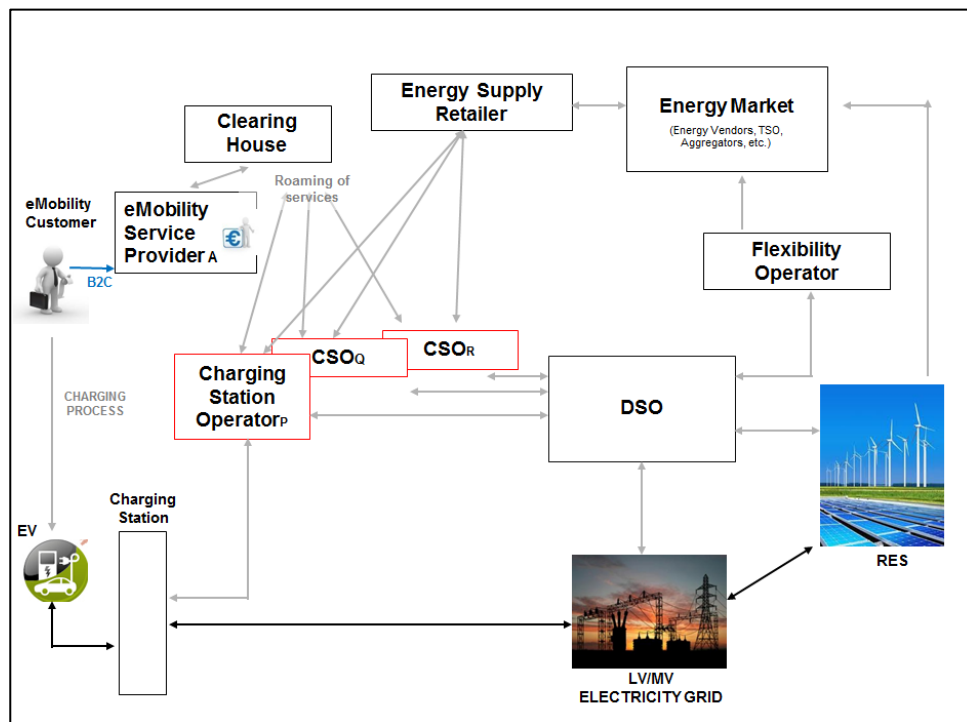 Energy Supply
Retailer
Energy Market
(Energy Vendors, TSO,
Aggregators, etc.)
Clearing
House
Roaming of
services
eMobility
Customer
eMobility
Service
Provider A
€
B2C
Flexibility
Operator
CSOQ
CSOR
Charging
Station
OperatorP
DSO
CHARGING
PROCESS
Charging
Station
EV
RES
LV/MV
ELECTRICITY GRID